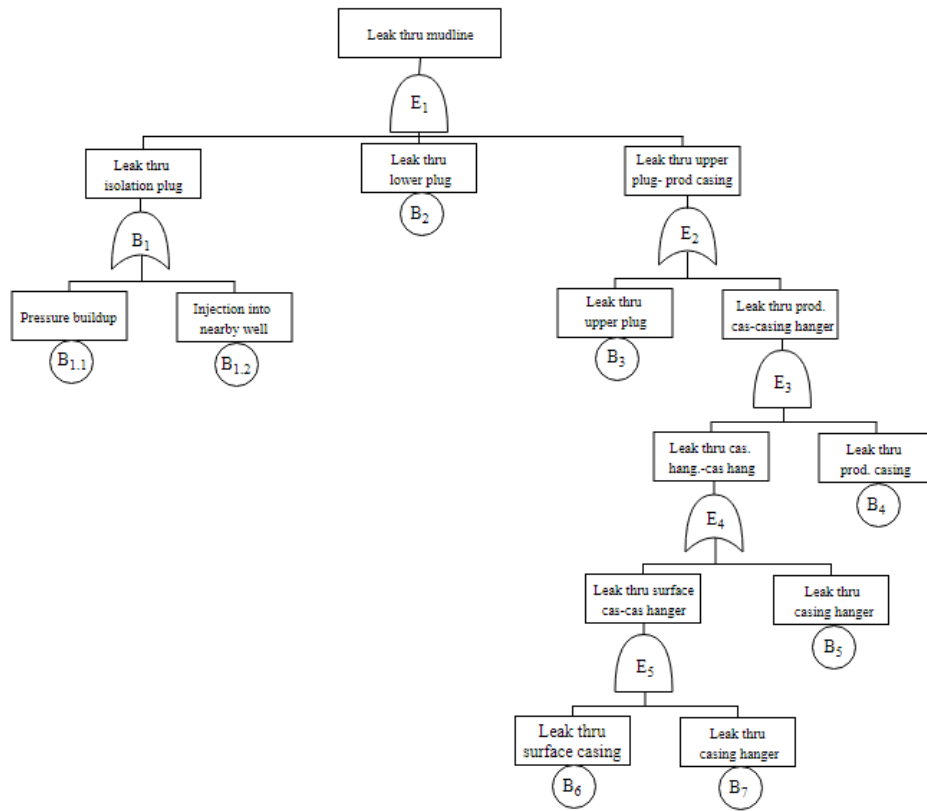 Leak thru mudline
E1
Leak thru
isolation plug
Leak thru
lower plug
Leak thru upper
plug- prod casing
B1
B2
E2
Pressure buildup
Injection into
nearby well
Leak thru
upper plug
Leak thru prod.
cas-casing hanger
B1.1
B1.2
B3
E3
Leak thru cas.
hang.-cas hang
Leak thru
prod. casing
E4
B4
Leak thru surface
cas-cas hanger
Leak thru
casing hanger
B5
E5
Leak thru
surface casing
Leak thru
casing hanger
B6
B7